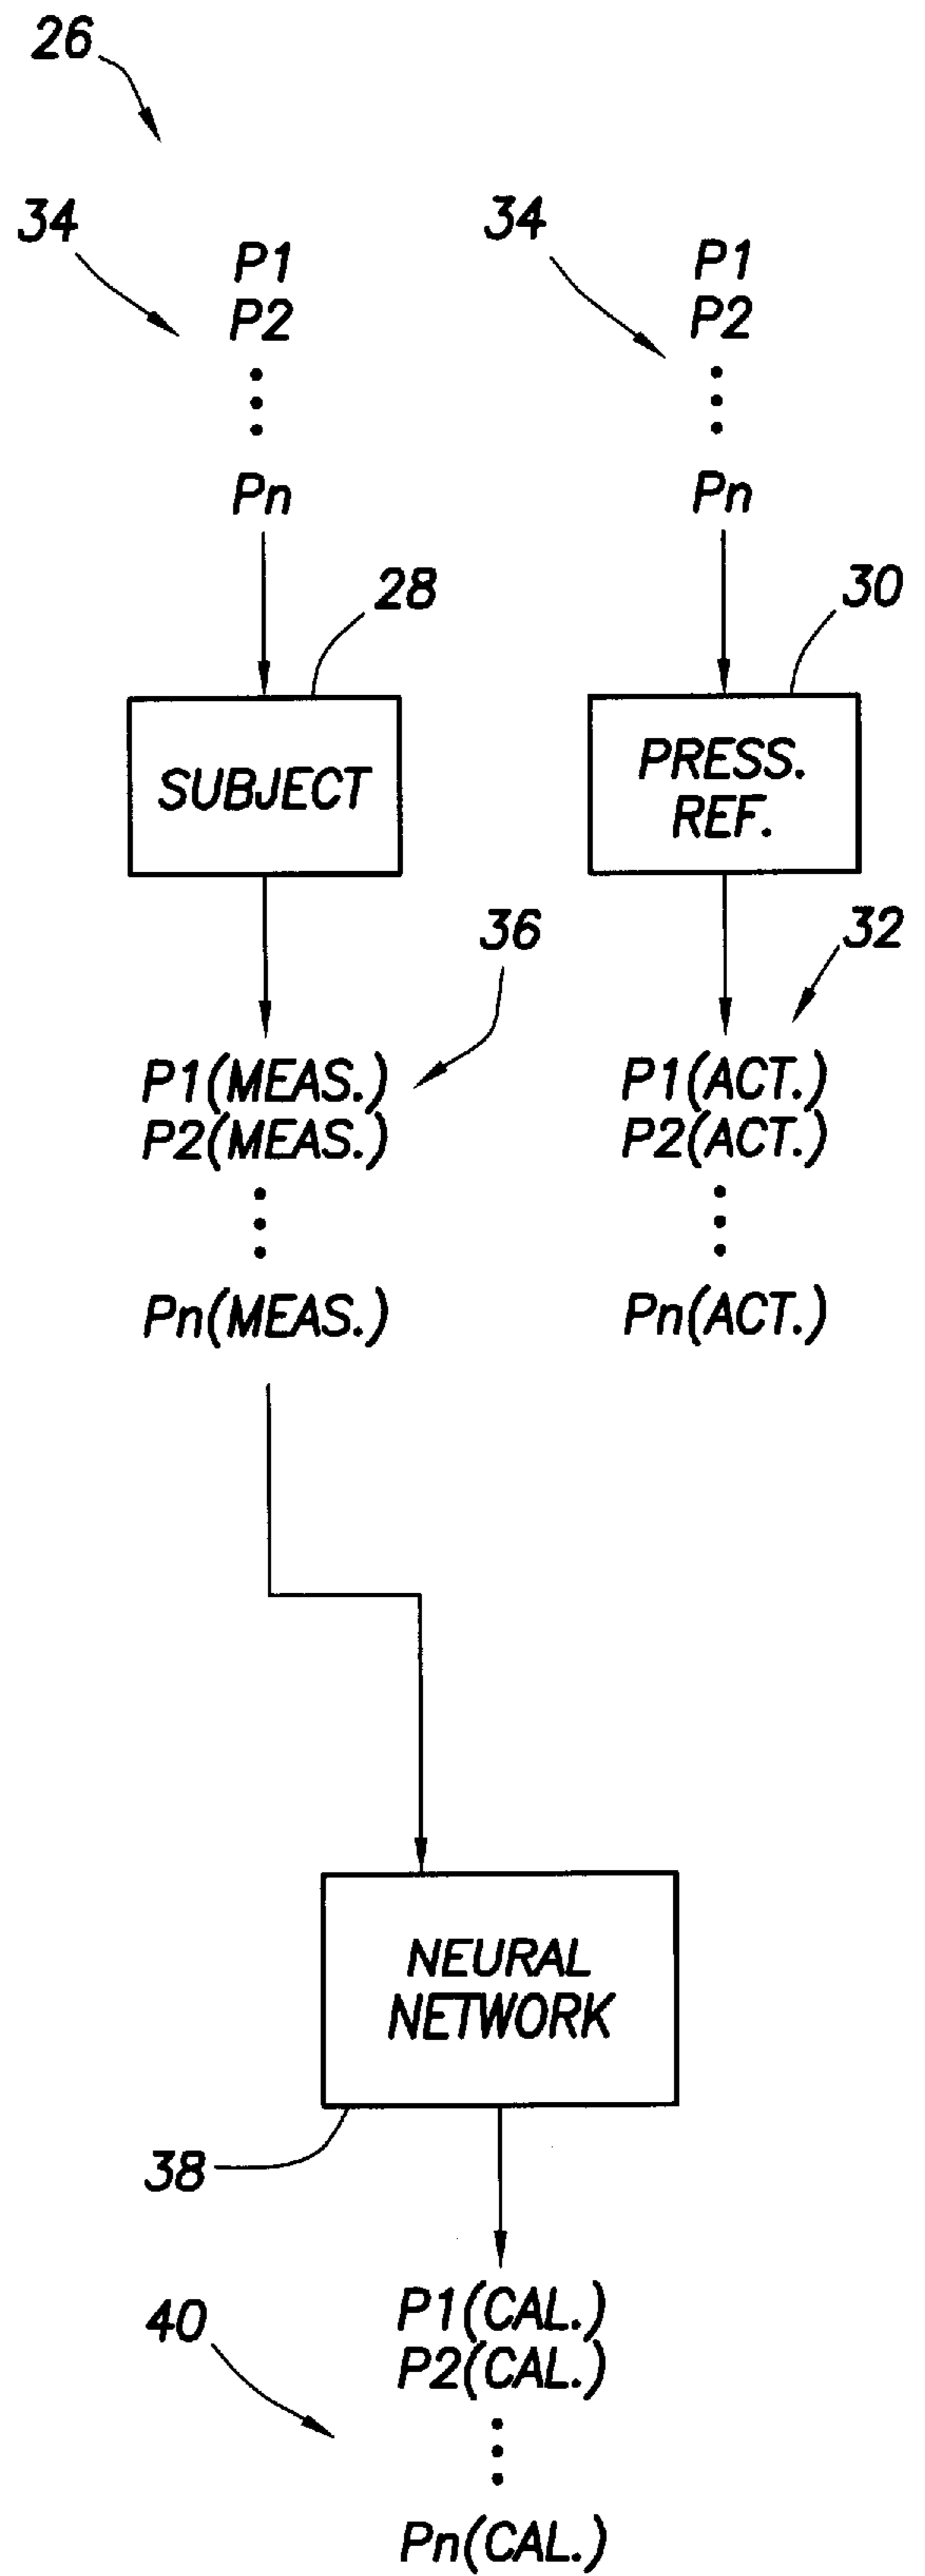 26
34
P1
P2
Pn
34
P1
P2
Pn
28
SUBJECT
30
PRESS.
REF.
36
P1(MEAS.)
P2(MEAS.)
Pn(MEAS.)
32
P1(ACT.)
P2(ACT.)
Pn(ACT.)
NEURAL
NETWORK
38
40
P1(CAL.)
P2(CAL.)
Pn(CAL.)